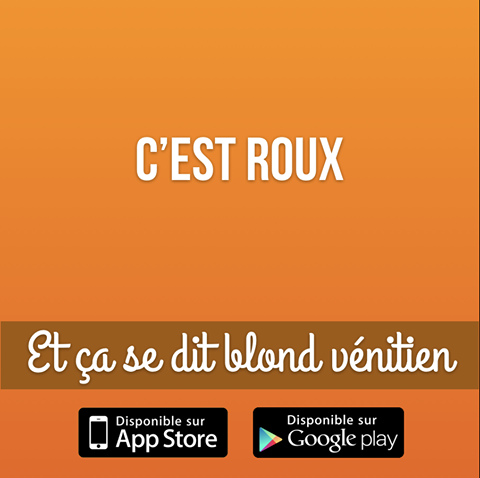 C'EST ROUX
Et ça se dit blond vénitien
Disponible sur
App Store
Disponible sur
Google play